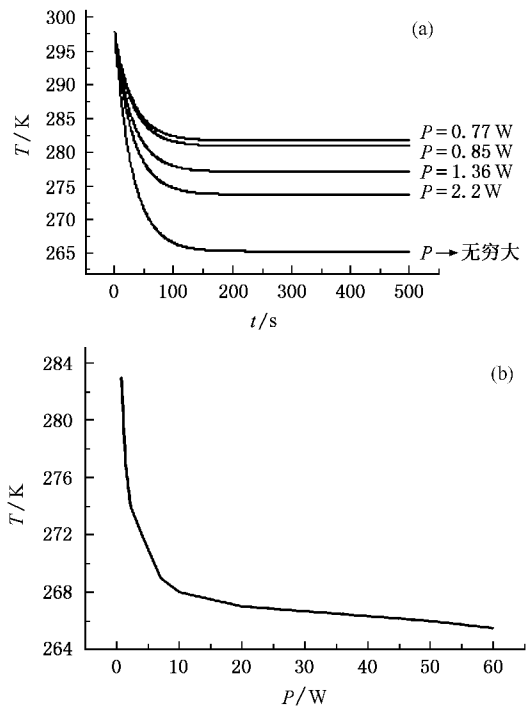 (a)
T/K
300
295
290
285
280
275
270
265
P=0.77 W
P=0.85 W
P=1.36 W
P=2.2 W
P→无穷大
0 100 200 300 400 500
t/s
(b)
T/K
284
280
276
272
268
264
0 10 20 30 40 50 60
P/W